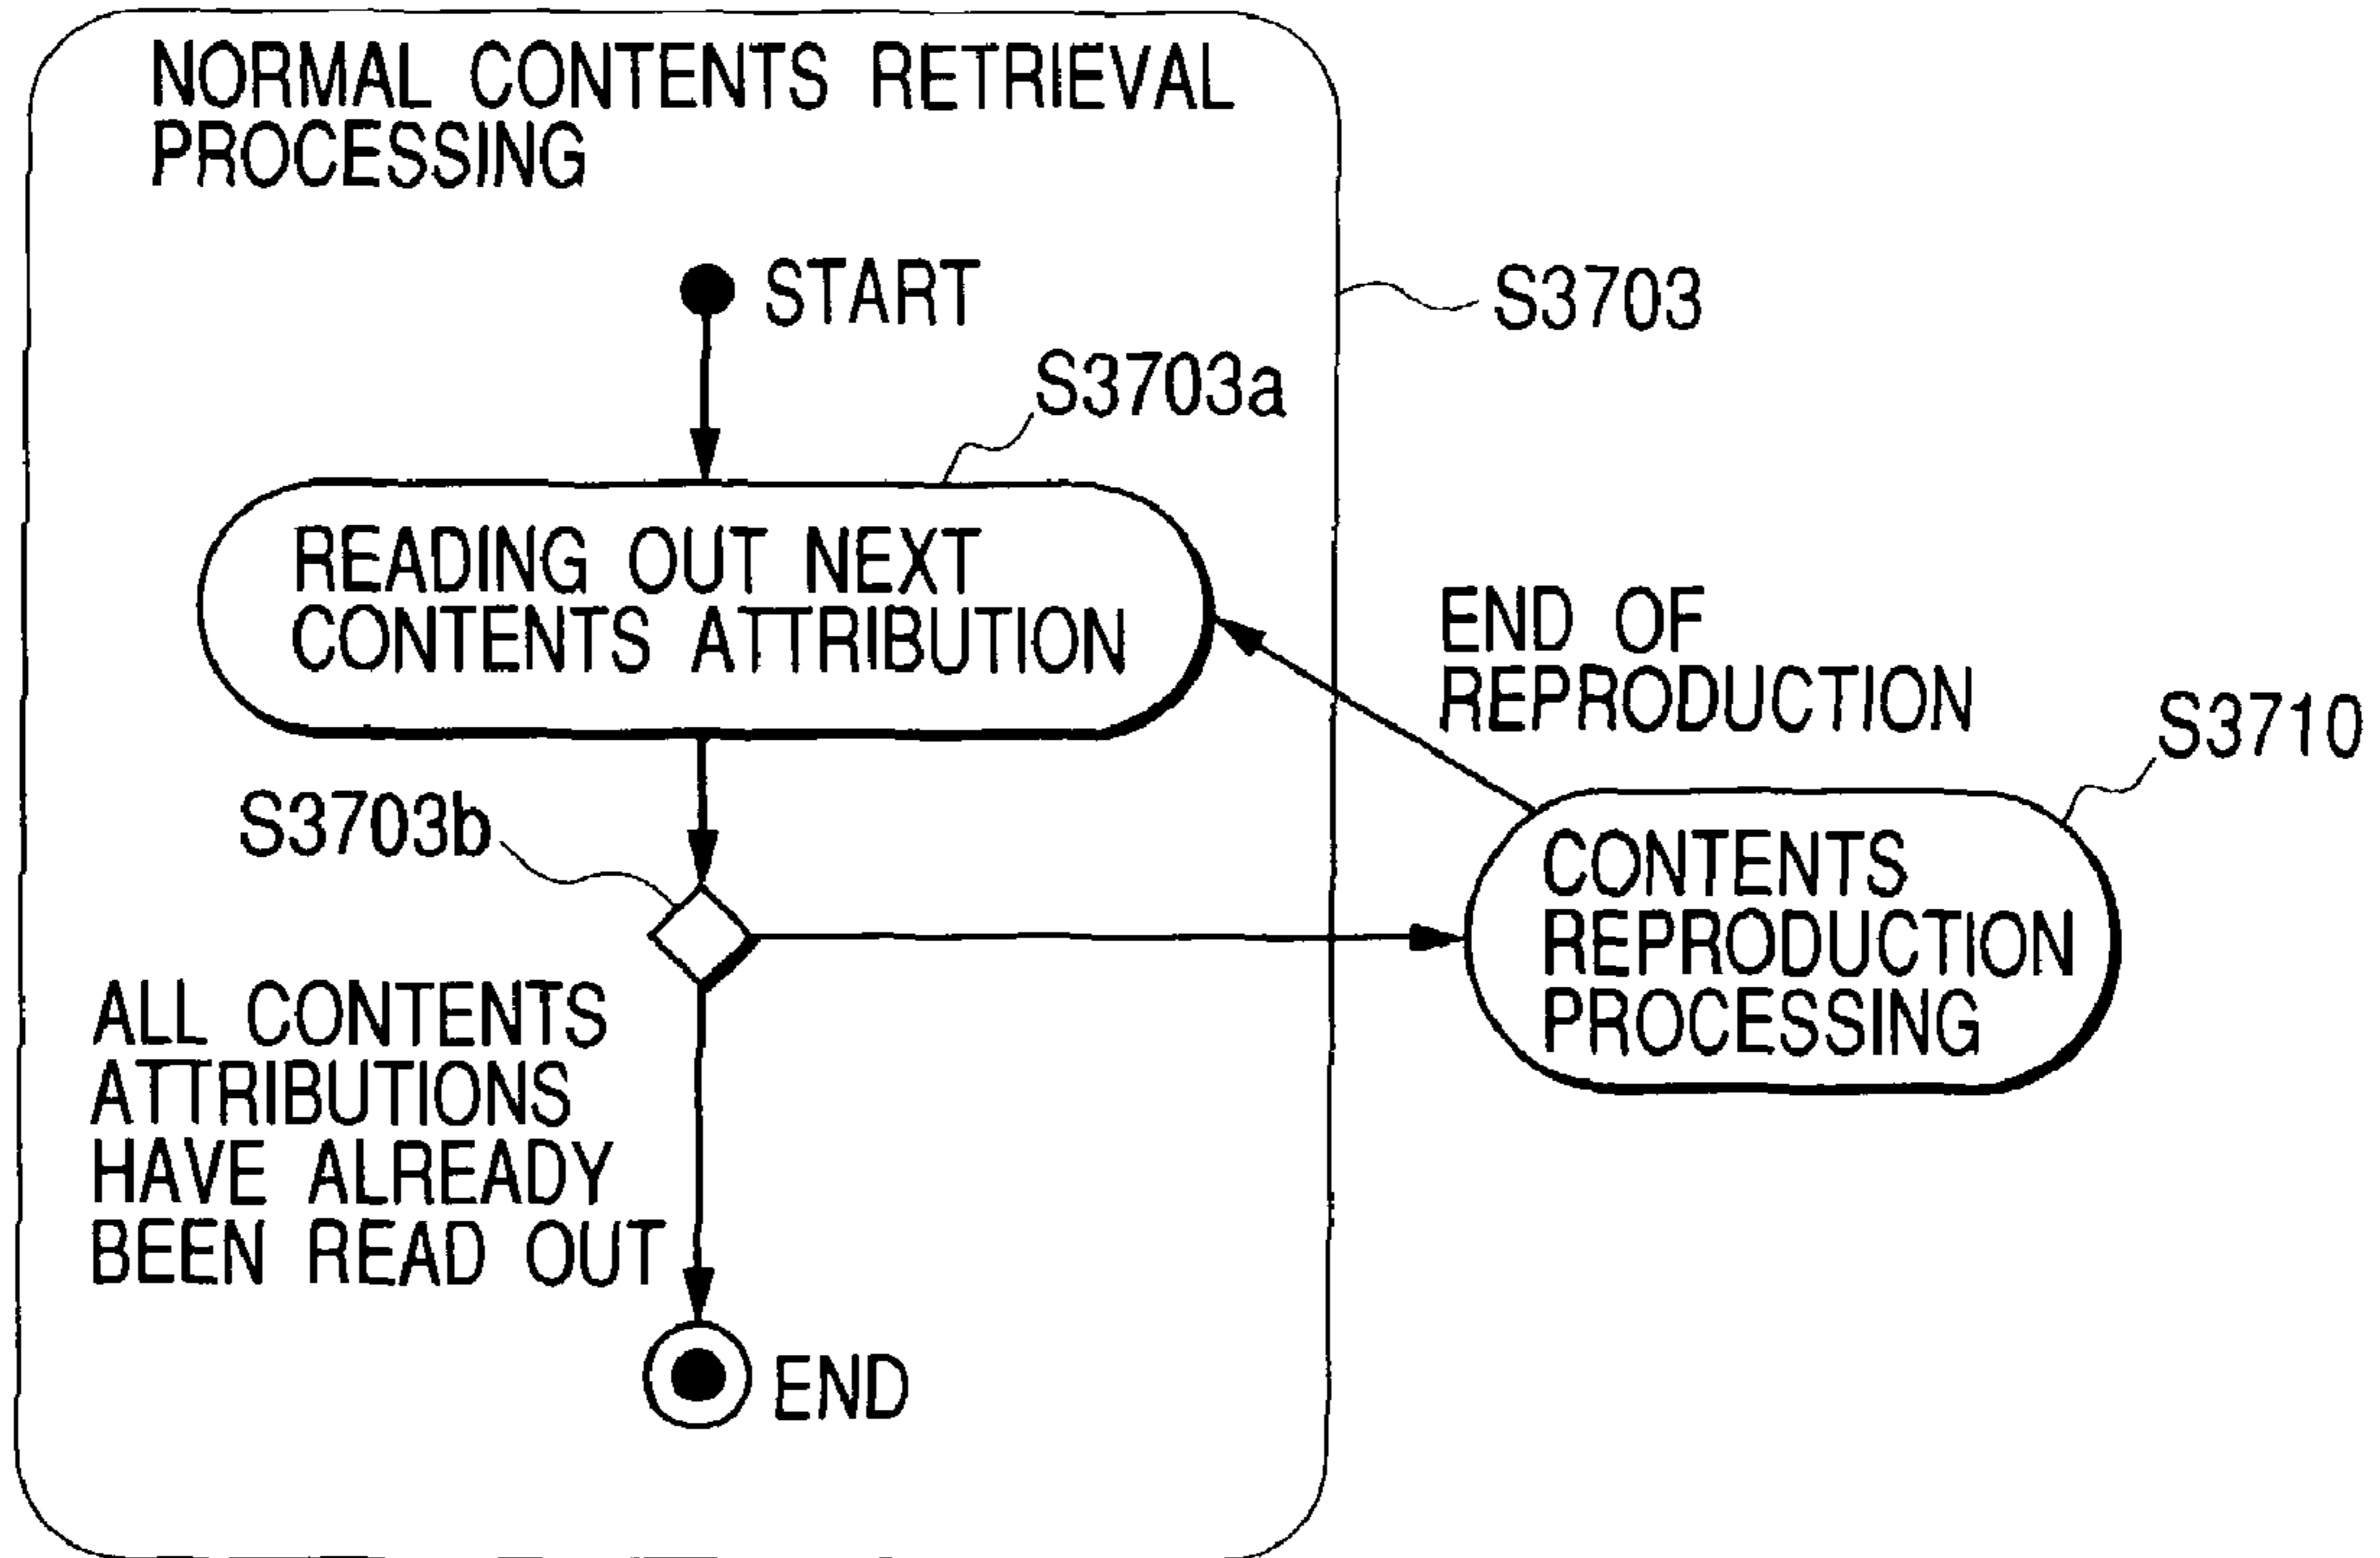 NORMAL CONTENTS RETRIEVAL
PROCESSING
START
S3703
S3703a
READING OUT NEXT
CONTENTS ATTRIBUTION
END OF
REPRODUCTION
S3710
S3703b
CONTENTS
REPRODUCTION
PROCESSING
ALL CONTENTS
ATTRIBUTIONS
HAVE ALREADY
BEEN READ OUT
END